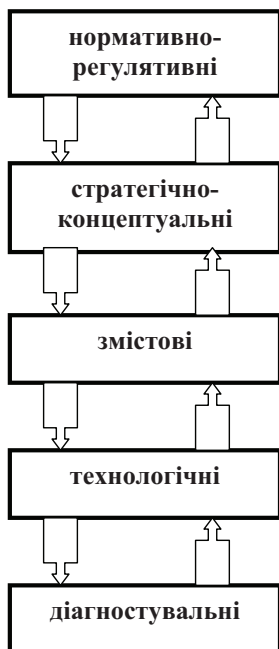 нормативно-
регулятивні
стратегічно-
концептуальні
змістові
технологічні
діагностувальні